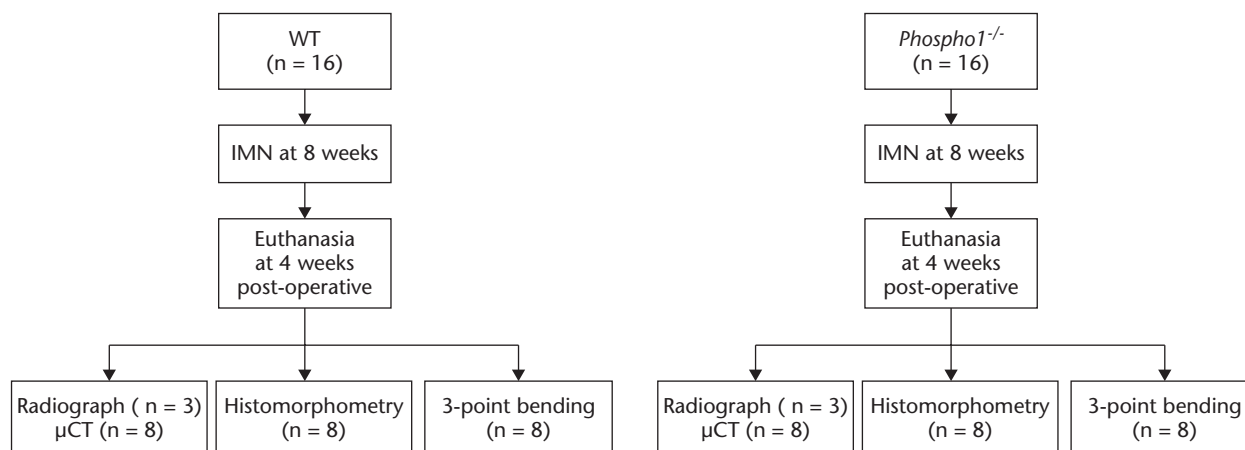 WT
(n = 16)
IMN at 8 weeks
Euthanasia
at 4 weeks
post-operative
Radiograph ( n = 3)
µCT (n = 8)
Histomorphometry
(n = 8)
3-point bending
(n = 8)
Phospho1-/-
(n = 16)
IMN at 8 weeks
Euthanasia
at 4 weeks
post-operative
Radiograph ( n = 3)
µCT (n = 8)
Histomorphometry
(n = 8)
3-point bending
(n = 8)